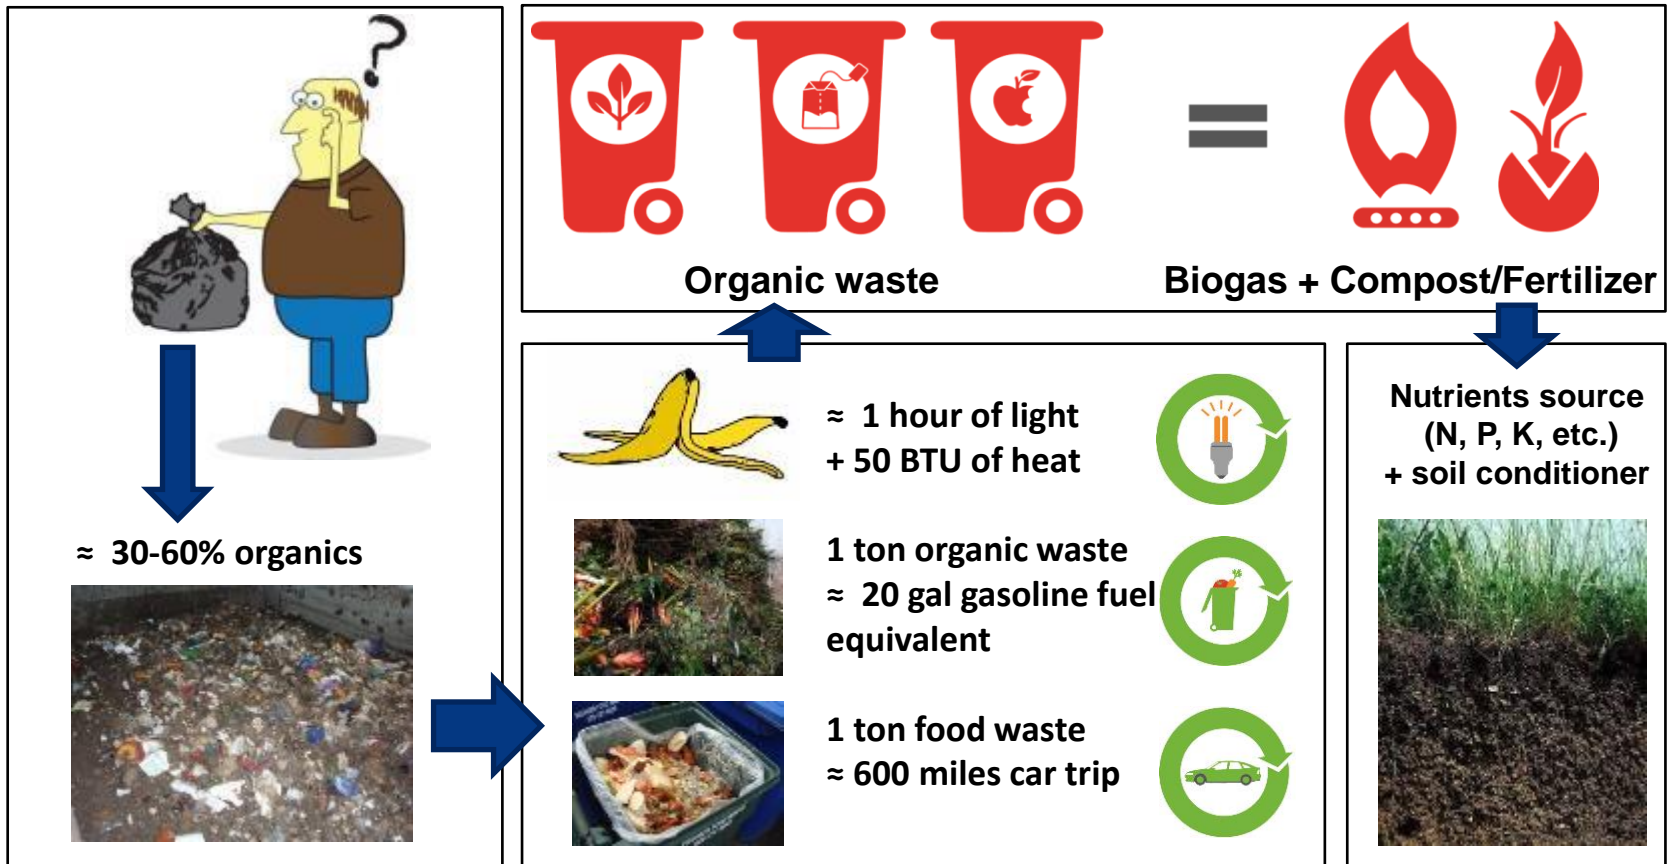 ?
≈ 30-60% organics
Organic waste
=
Biogas + Compost/Fertilizer
≈ 1 hour of light
+ 50 BTU of heat
1 ton organic waste
≈ 20 gal gasoline fuel
equivalent
1 ton food waste
≈ 600 miles car trip
Nutrients source
(N, P, K, etc.)
+ soil conditioner